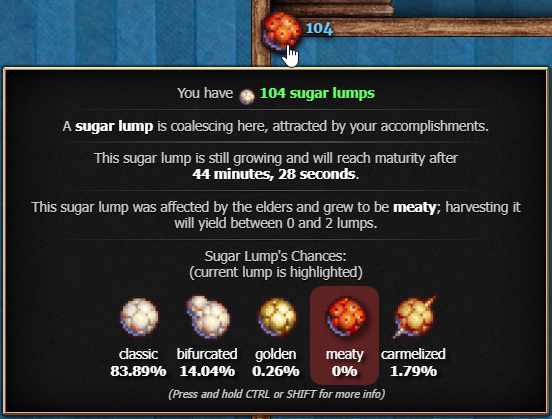 104
You have 104 sugar lumps
A sugar lump is coalescing here, attracted by your accomplishments.
This sugar lump is still growing and will reach maturity after
44 minutes, 28 seconds.
This sugar lump was affected by the elders and grew to be meaty; harvesting it
will yield between 0 and 2 lumps.
Sugar Lump's Chances:
(current lump is highlighted)
classic bifurcated golden meaty carmelized
83.89% 14.04% 0.26% 0% 1.79%
(Press and hold CTRL or SHIFT for more info)